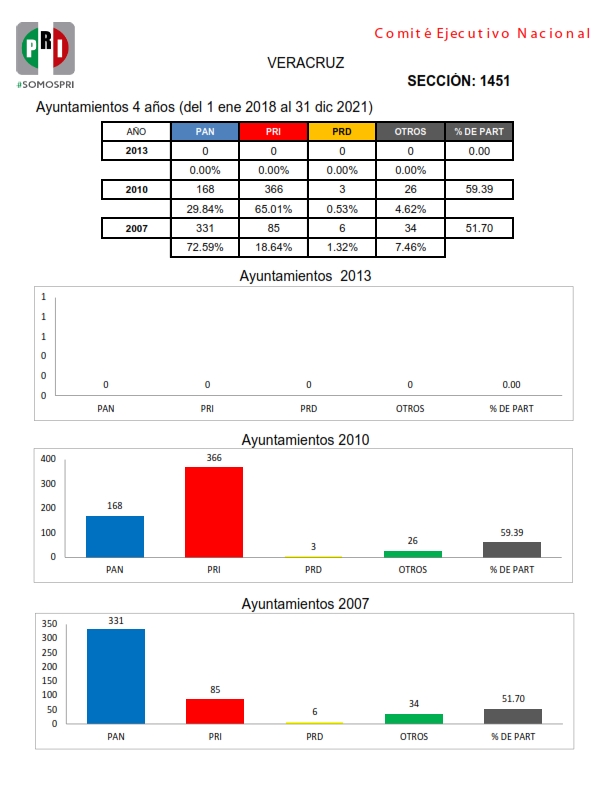 Comité Ejecutivo Nacional
PRI
#SOMOSPRI
VERACRUZ
SECCIÓN: 1451
Ayuntamientos 4 años (del 1 ene 2018 al 31 dic 2021)
AÑO PAN PRI PRD OTROS % DE PART
2013 0 0 0 0 0.00
0.00% 0.00% 0.00% 0.00%
2010 168 366 3 26 59.39
29.84% 65.01% 0.53% 4.62%
2007 331 85 6 34 51.70
72.59% 18.64% 1.32% 7.46%
Ayuntamientos 2013
1
1
1
0
0
0
0 0 0 0 0.00
PAN PRI PRD OTROS % DE PART
Ayuntamientos 2010
400
300
200
100
0
168 366 3 26 59.39
PAN PRI PRD OTROS % DE PART
Ayuntamientos 2007
350
300
250
200
150
100
50
0
331 85 6 34 51.70
PAN PRI PRD OTROS % DE PART